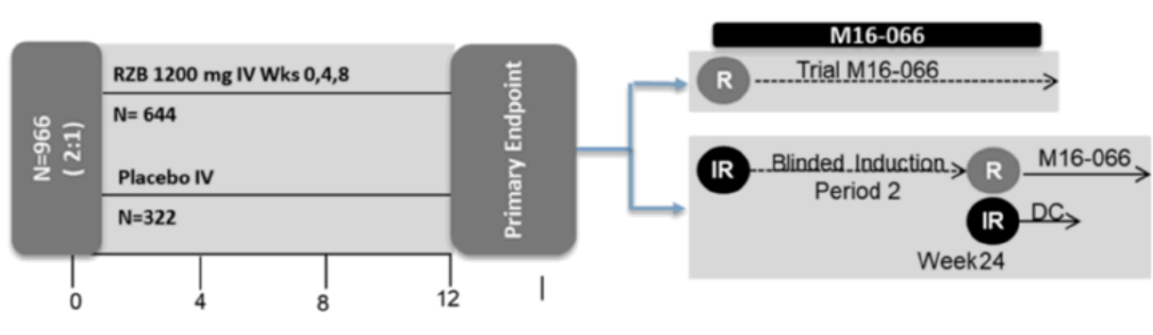 N=966
( 2:1)
RZB 1200 mg IV Wks 0,4,8
N= 644
Placebo IV
N=322
0
4
8
12
Primary Endpoint
M16-066
R
Trial M16-066
IR
Blinded Induction
Period 2
R
M16-066
IR
DC
Week24